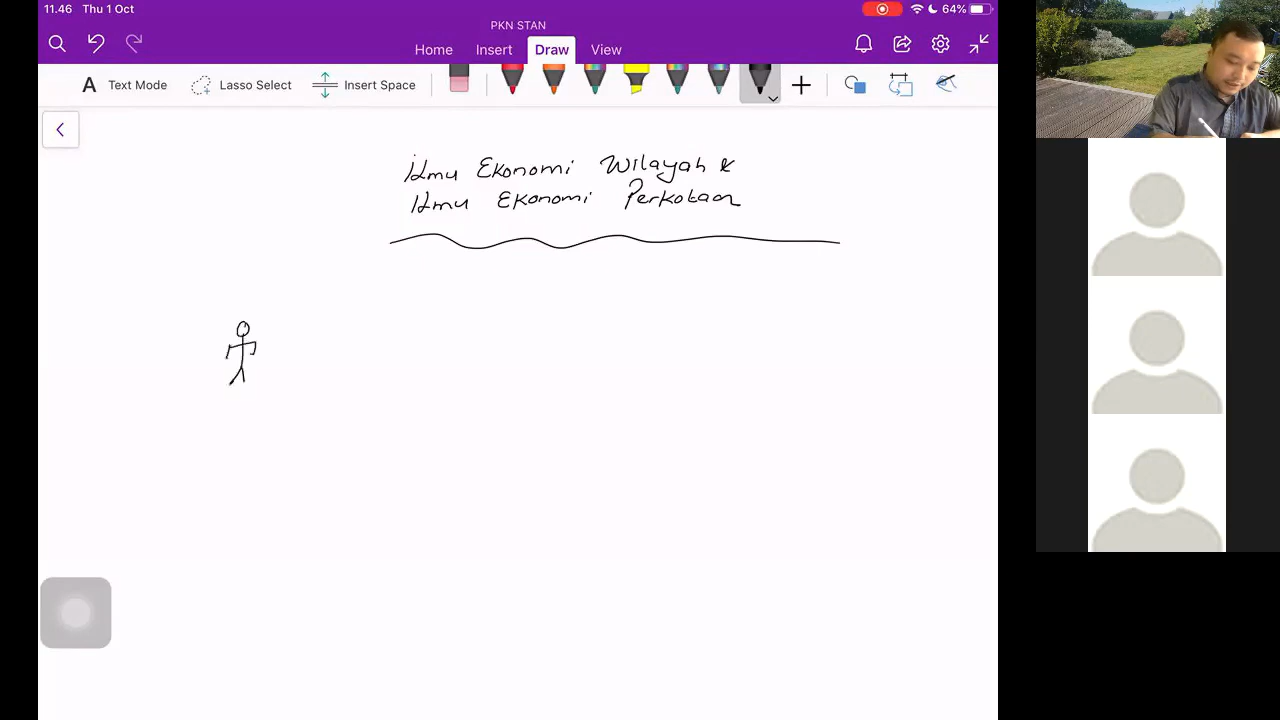 11.46 Thu 1 Oct
64%
PKN STAN
Home Insert Draw View
Text Mode Lasso Select Insert Space
Ilmu Ekonomi Wilayah &
Ilmu Ekonomi Perkotaan